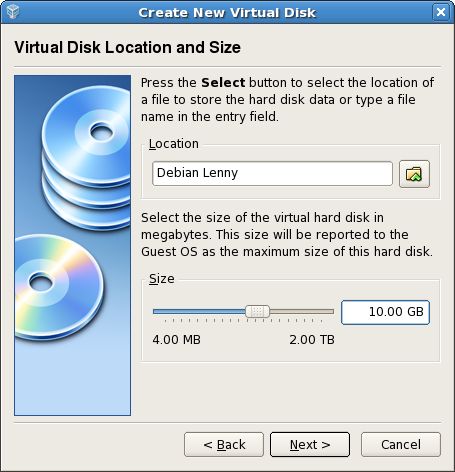 Create New Virtual Disk
Virtual Disk Location and Size
Press the Select button to select the location of
a file to store the hard disk data or type a file
name in the entry field.
Location
Debian Lenny
Select the size of the virtual hard disk in
megabytes. This size will be reported to the
Guest OS as the maximum size of this hard disk.
Size
10.00 GB
4.00 MB 2.00 TB
< Back Next > Cancel